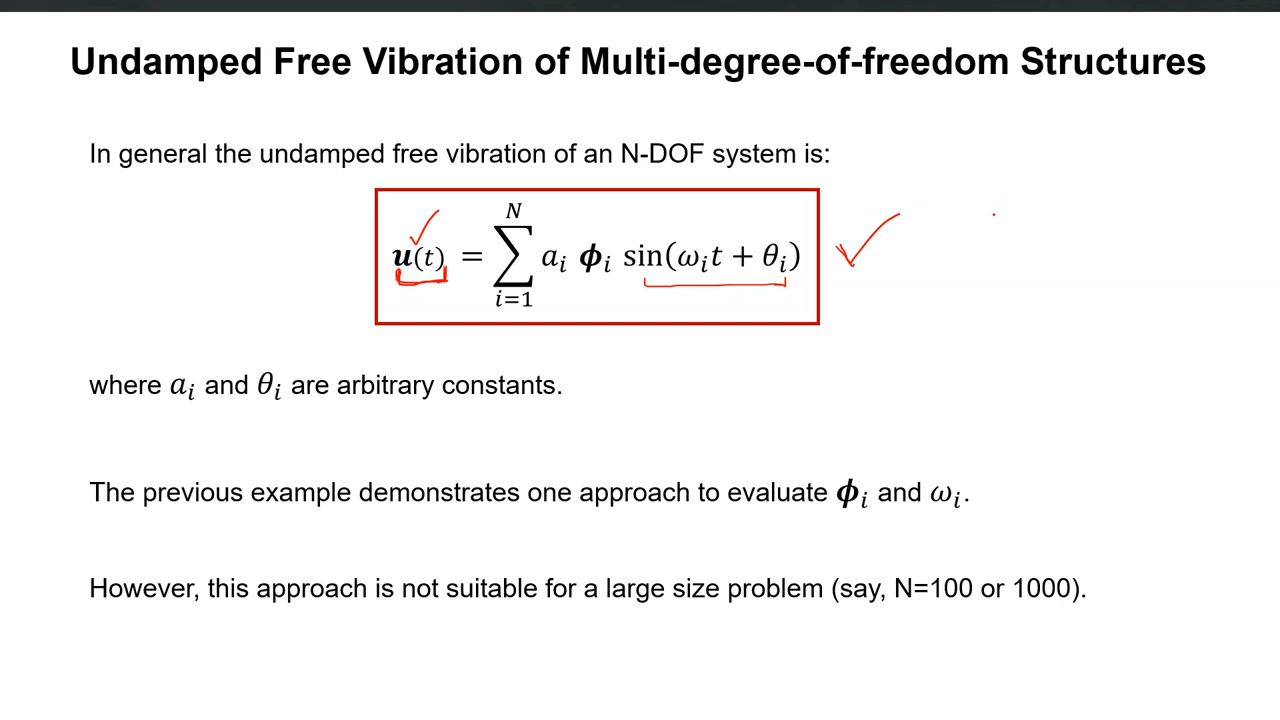 Undamped Free Vibration of Multi-degree-of-freedom Structures
In general the undamped free vibration of an N-DOF system is:
𝒖(t) = ∑_{i=1}^{N} a_i ϕ_i sin(ω_i t + θ_i)
where a_i and θ_i are arbitrary constants.
The previous example demonstrates one approach to evaluate ϕ_i and ω_i.
However, this approach is not suitable for a large size problem (say, N=100 or 1000).